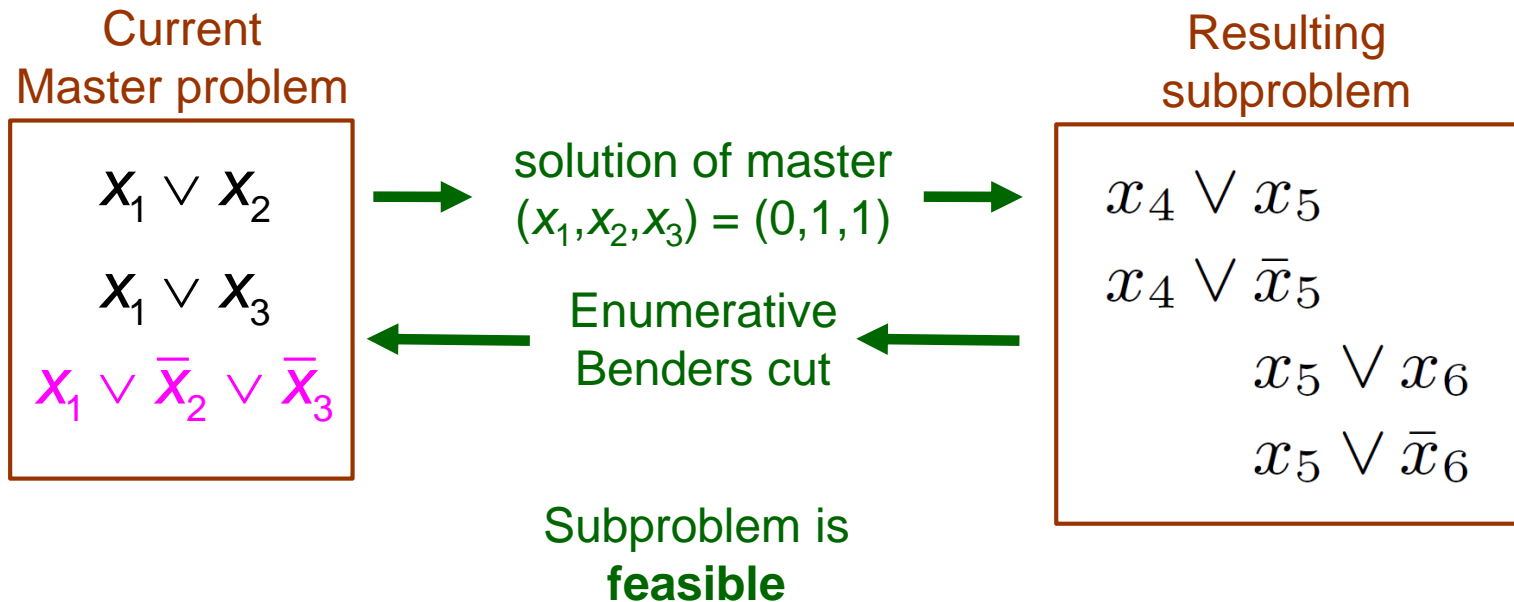 Current
Master problem
x₁ ∨ x₂
x₁ ∨ x₃
x₁ ∨ x̄₂ ∨ x̄₃
solution of master
(x₁,x₂,x₃) = (0,1,1)
Enumerative
Benders cut
Subproblem is
feasible
Resulting
subproblem
x₄ ∨ x₅
x₄ ∨ x̄₅
x₅ ∨ x₆
x₅ ∨ x̄₆